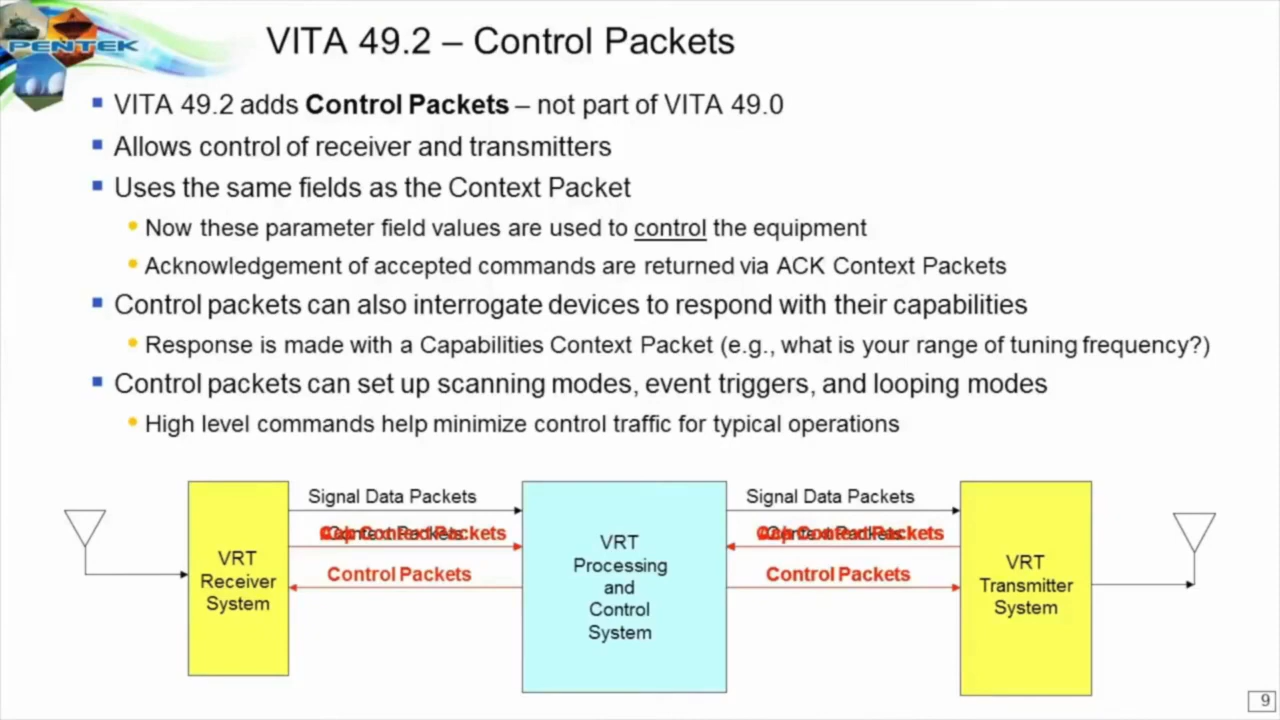 PENTEK
VITA 49.2 – Control Packets
VITA 49.2 adds Control Packets – not part of VITA 49.0
Allows control of receiver and transmitters
Uses the same fields as the Context Packet
Now these parameter field values are used to control the equipment
Acknowledgement of accepted commands are returned via ACK Context Packets
Control packets can also interrogate devices to respond with their capabilities
Response is made with a Capabilities Context Packet (e.g., what is your range of tuning frequency?)
Control packets can set up scanning modes, event triggers, and looping modes
High level commands help minimize control traffic for typical operations
Signal Data Packets
Context Packets
Control Packets
VRT
Receiver
System
VRT
Processing
and
Control
System
Signal Data Packets
Context Packets
Control Packets
VRT
Transmitter
System
9